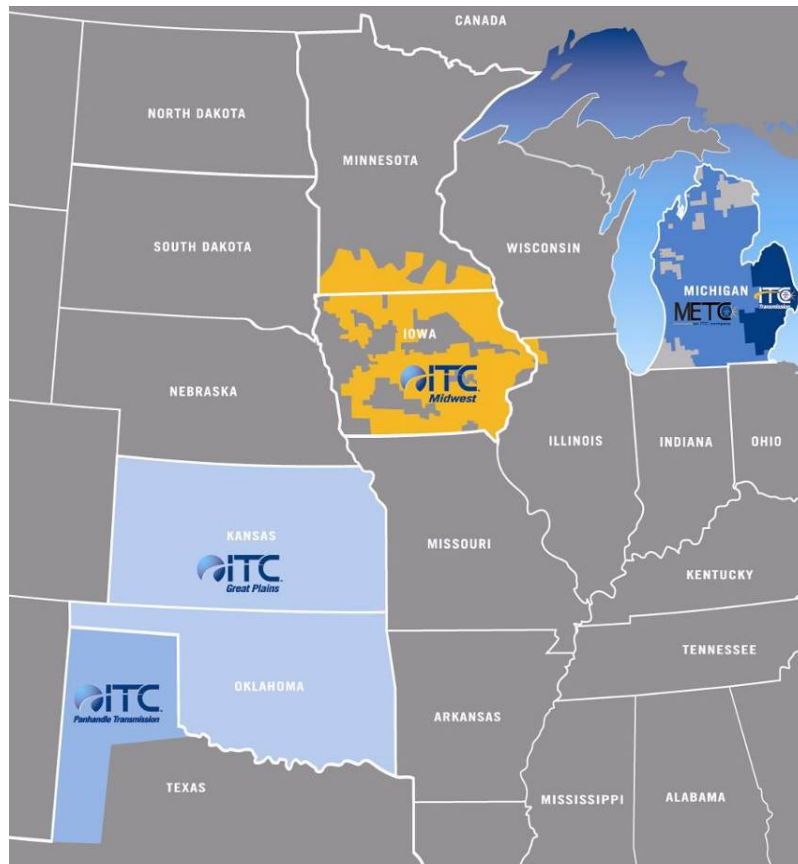 CANADA
NORTH DAKOTA
MINNESOTA
SOUTH DAKOTA
WISCONSIN
MICHIGAN
ITC
Transmission
METC
IOWA
ITC
Midwest
NEBRASKA
ILLINOIS
INDIANA
OHIO
KANSAS
ITC
Great Plains
MISSOURI
KENTUCKY
TENNESSEE
OKLAHOMA
ITC
Panhandle Transmission
ARKANSAS
TEXAS
MISSISSIPPI
ALABAMA